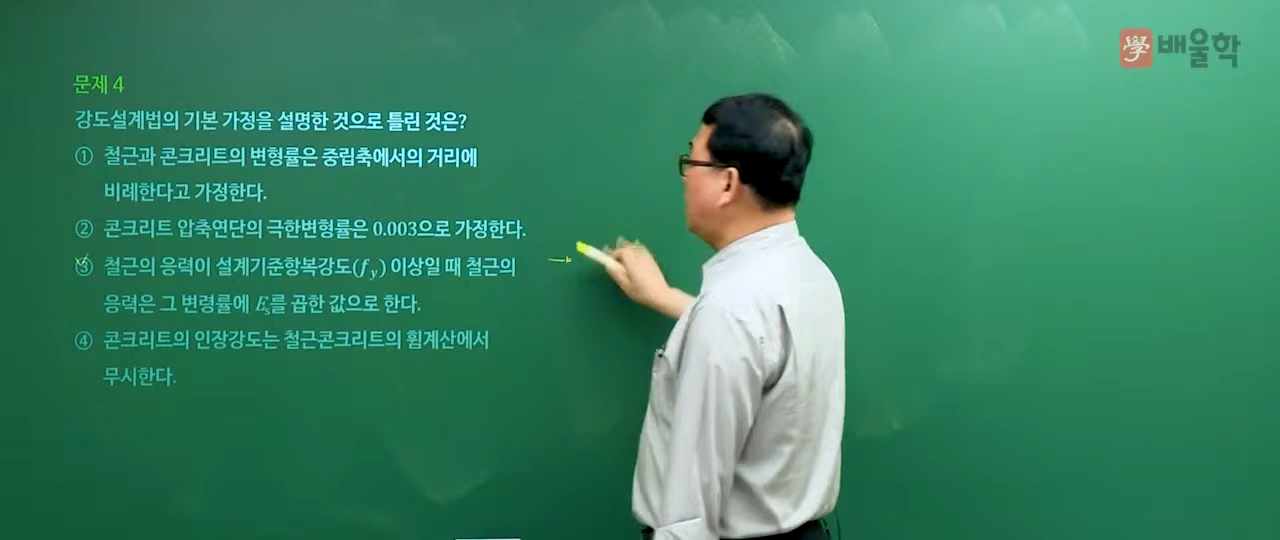 學 배울학
문제 4
강도설계법의 기본 가정을 설명한 것으로 틀린 것은?
① 철근과 콘크리트의 변형률은 중립축에서의 거리에
비례한다고 가정한다.
② 콘크리트 압축연단의 극한변형률은 0.003으로 가정한다.
③ 철근의 응력이 설계기준항복강도(fy) 이상일 때 철근의
응력은 그 변령률에 Es를 곱한 값으로 한다.
④ 콘크리트의 인장강도는 철근콘크리트의 휨계산에서
무시한다.